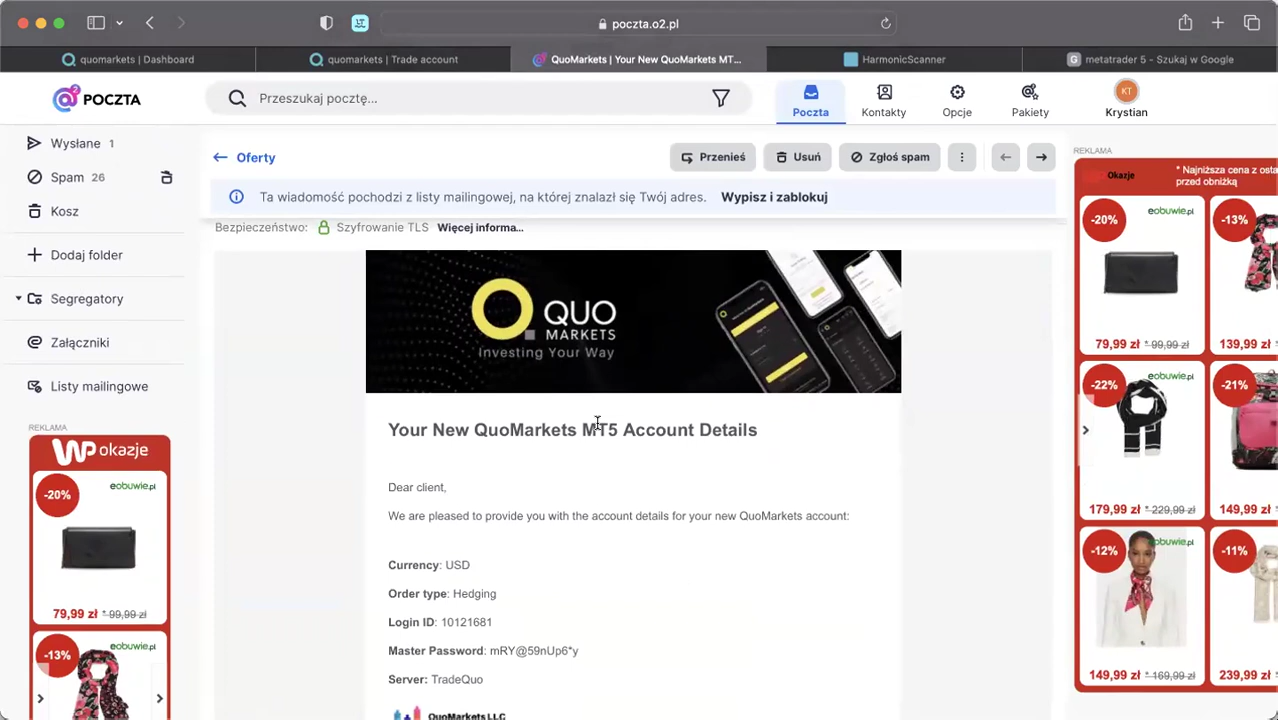 poczta.o2.pl
quomarkets | Dashboard
quomarkets | Trade account
QuoMarkets | Your New QuoMarkets MT...
HarmonicScanner
G metatrader 5 - Szukaj w Google
POCZTA
Przeszukaj pocztę...
Poczta
Kontakty
Opcje
Pakiety
KT
Krystian
Wysłane 1
Spam 26
Kosz
Dodaj folder
Segregatory
Załączniki
Listy mailingowe
REKLAMA
WP okazje
-20%
eobuwie.pl
79,99 zł * 99,99 zł
-13%
eobuwie.pl
Oferty
Przenieś
Usuń
Zgłoś spam
Ta wiadomość pochodzi z listy mailingowej, na której znalazł się Twój adres. Wypisz i zablokuj
Bezpieczeństwo: Szyfrowanie TLS Więcej informa...
QUO
MARKETS
Investing Your Way
Your New QuoMarkets MT5 Account Details
Dear client,
We are pleased to provide you with the account details for your new QuoMarkets account:
Currency: USD
Order type: Hedging
Login ID: 10121681
Master Password: mRY@59nUp6*y
Server: TradeQuo
QuoMarkets LLC
REKLAMA
Okazje
* Najniższa cena z osta
przed obniżką
-20%
eobuwie.pl
79,99 zł * 99,99 zł
-13%
139,99 zł
-22%
eobuwie.pl
179,99 zł * 229,99 zł
-21%
149,99 zł
-12%
eobuwie.pl
149,99 zł * 169,99 zł
-11%
239,99 zł